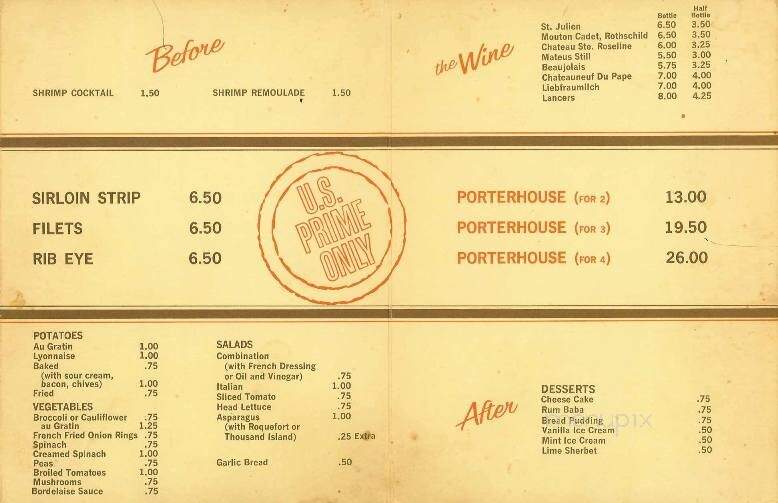 Before
SHRIMP COCKTAIL 1.50 SHRIMP REMOULADE 1.50
the Wine
Bottle Half Bottle
St. Julien 6.50 3.50
Mouton Cadet, Rothschild 6.50 3.50
Chateau Ste. Roseline 6.00 3.25
Mateus Still 5.50 3.00
Beaujolais 5.75 3.25
Chateauneuf Du Pape 7.00 4.00
Liebfraumilch 7.00 4.00
Lancers 8.00 4.25
SIRLOIN STRIP 6.50
FILETS 6.50
RIB EYE 6.50
U.S.
PRIME
ONLY
PORTERHOUSE (FOR 2) 13.00
PORTERHOUSE (FOR 3) 19.50
PORTERHOUSE (FOR 4) 26.00
POTATOES
Au Gratin 1.00
Lyonnaise 1.00
Baked .75
(with sour cream,
bacon, chives) 1.00
Fried .75
VEGETABLES
Broccoli or Cauliflower .75
au Gratin 1.25
French Fried Onion Rings .75
Spinach .75
Creamed Spinach 1.00
Peas .75
Broiled Tomatoes 1.00
Mushrooms .75
Bordelaise Sauce .75
SALADS
Combination
(with French Dressing
or Oil and Vinegar) .75
Italian 1.00
Sliced Tomato .75
Head Lettuce .75
Asparagus 1.00
(with Roquefort or
Thousand Island) .25 Extra
Garlic Bread .50
After
DESSERTS
Cheese Cake .75
Rum Baba .75
Bread Pudding .75
Vanilla Ice Cream .50
Mint Ice Cream .50
Lime Sherbet .50